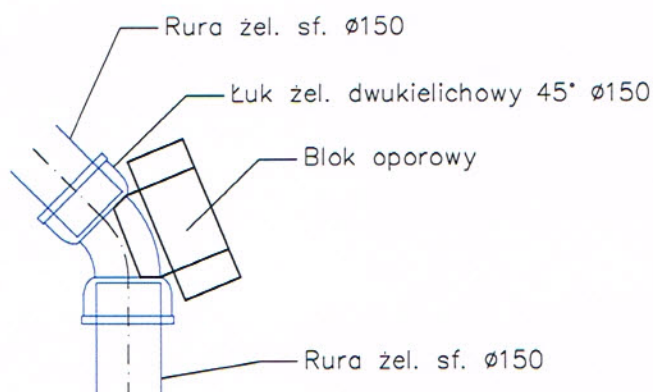 Rura żel. sf. ø150
Łuk żel. dwukielichowy 45° ø150
Blok oporowy
Rura żel. sf. ø150